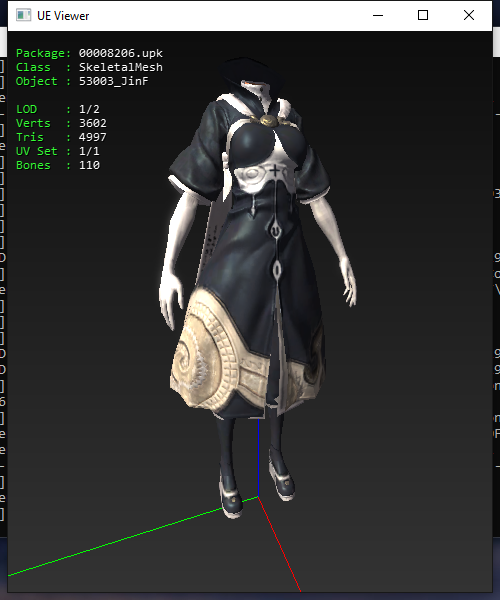 UE Viewer
Package: 00008206.upk
Class  : SkeletalMesh
Object : 53003_JinF
LOD    : 1/2
Verts  : 3602
Tris   : 4997
UV Set : 1/1
Bones  : 110